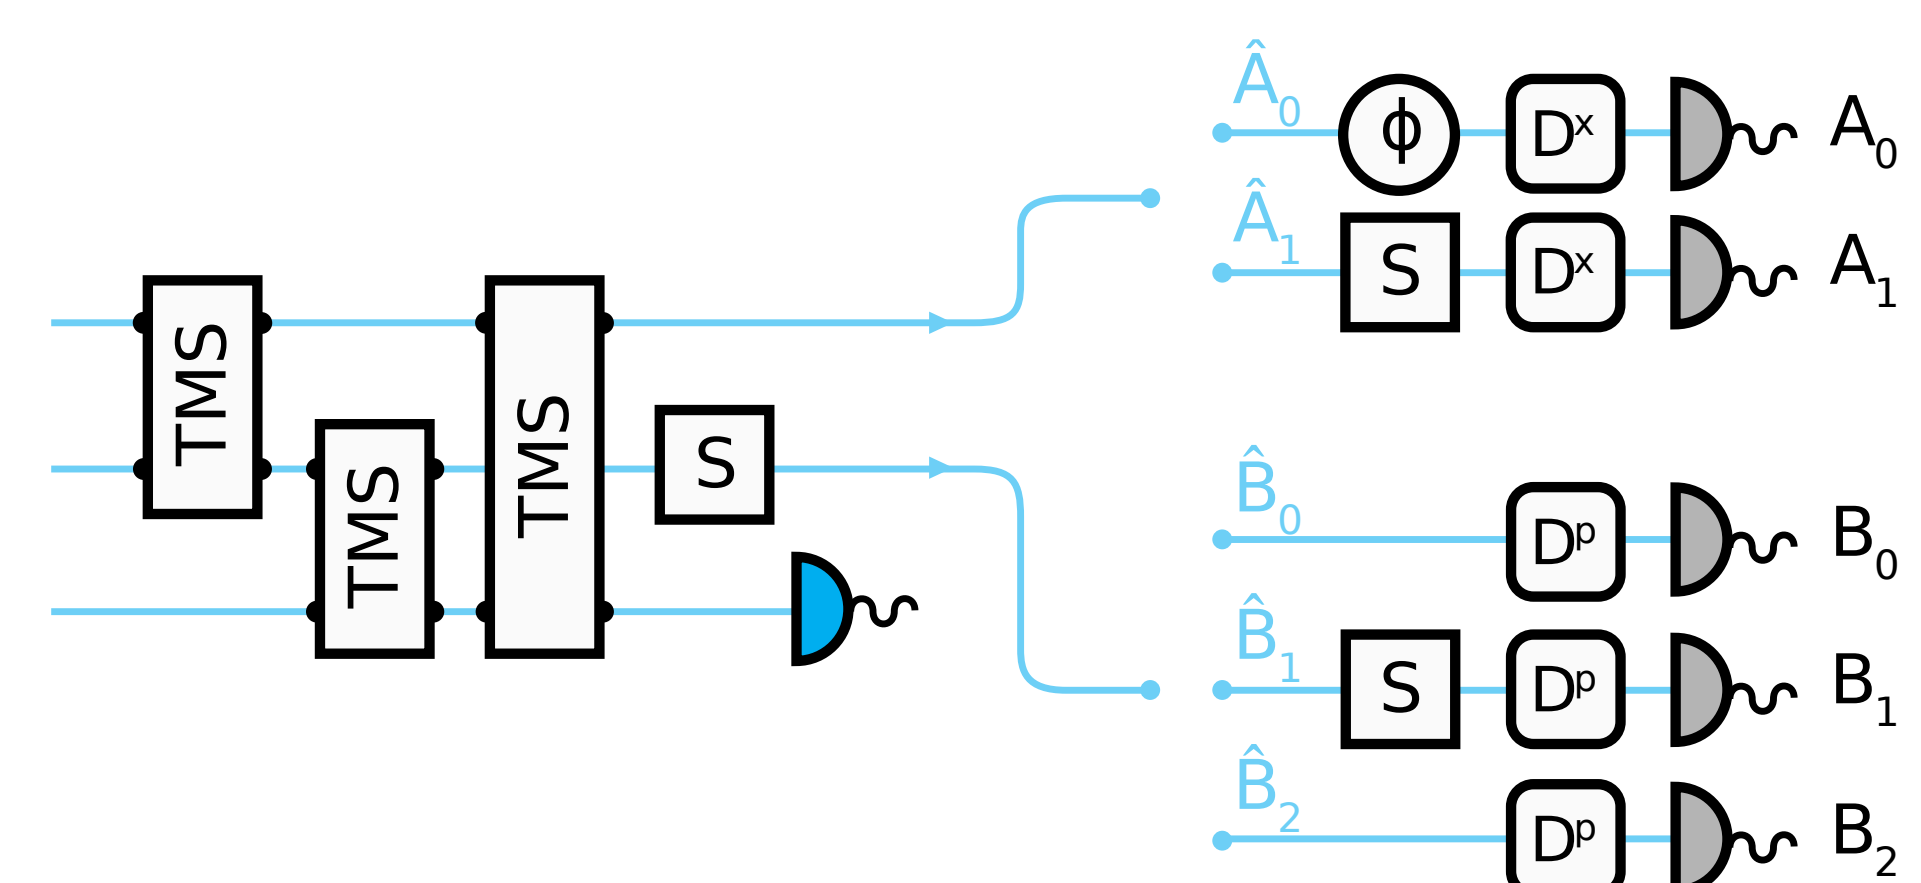 TMS
TMS
TMS
S
Â0
ϕ
Dx
A0
Â1
S
Dx
A1
B̂0
Dp
B0
B̂1
S
Dp
B1
B̂2
Dp
B2